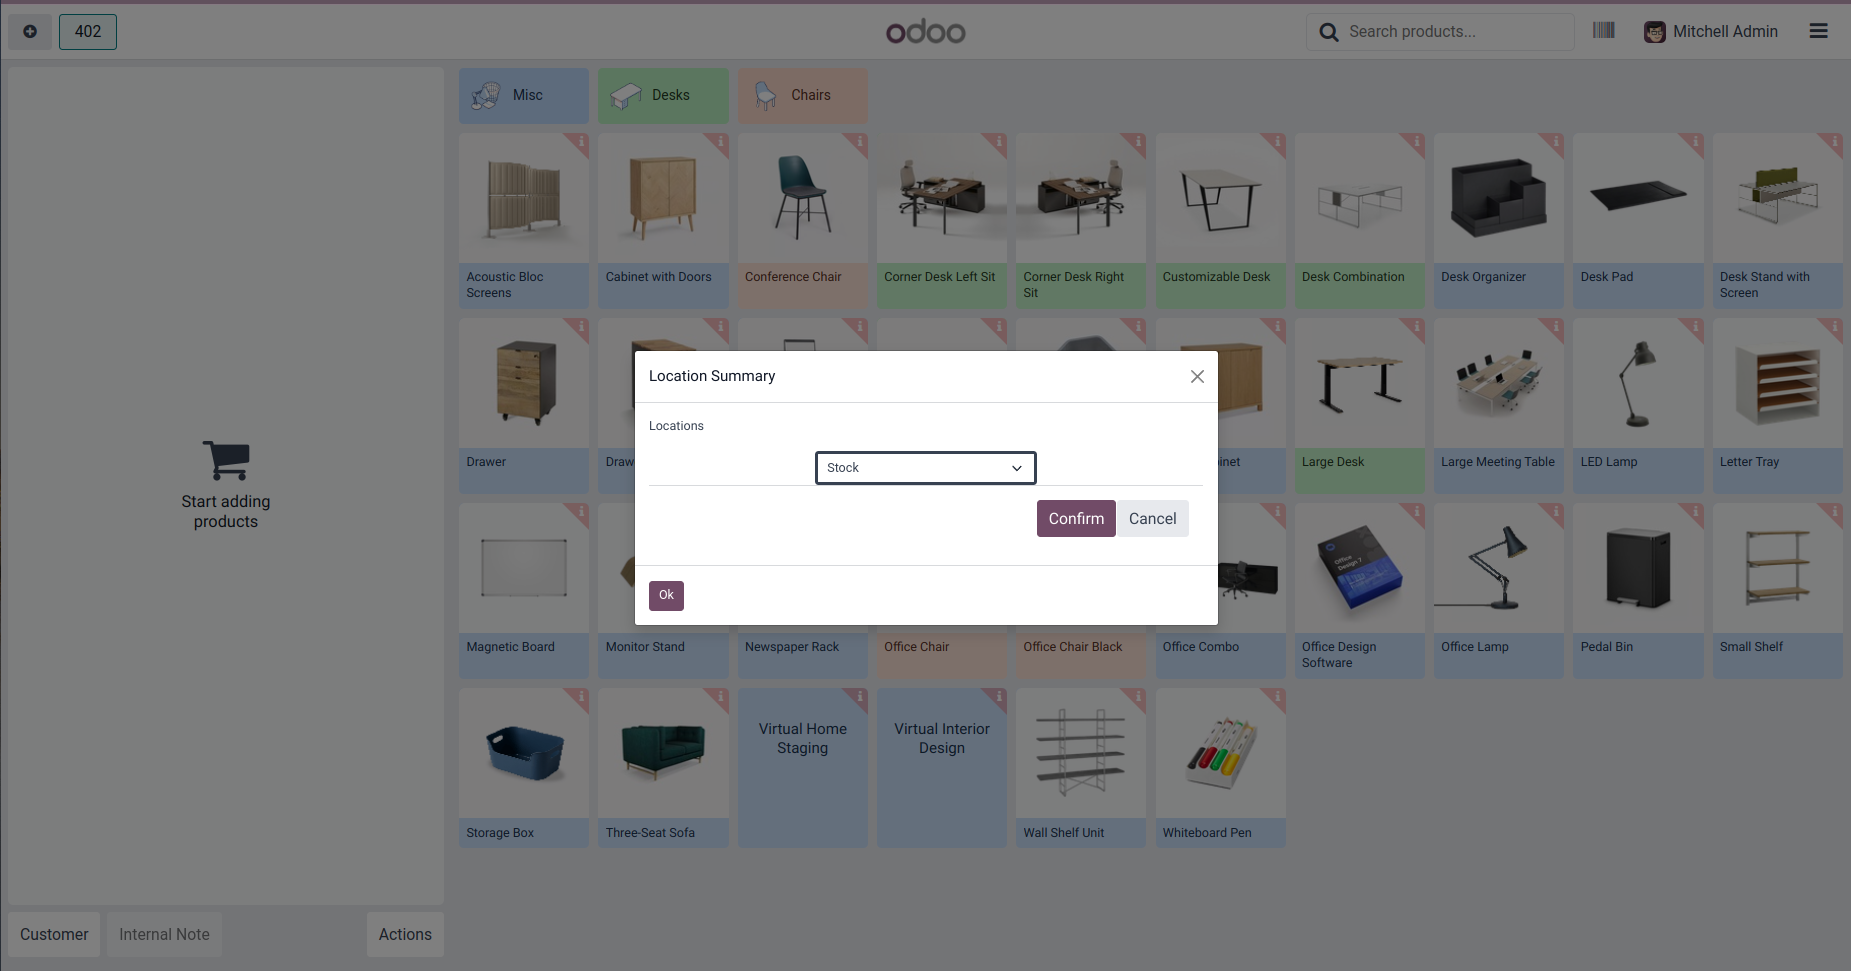 402
odoo
Search products...
Mitchell Admin
Misc
Desks
Chairs
Acoustic Bloc
Screens
Cabinet with Doors
Conference Chair
Corner Desk Left Sit
Corner Desk Right
Sit
Customizable Desk
Desk Combination
Desk Organizer
Desk Pad
Desk Stand with
Screen
Location Summary
Locations
Stock
Confirm
Cancel
Ok
Drawer
Draw
inet
Large Desk
Large Meeting Table
LED Lamp
Letter Tray
Start adding
products
Office
Design
Magnetic Board
Monitor Stand
Newspaper Rack
Office Chair
Office Chair Black
Office Combo
Office Design
Software
Office Lamp
Pedal Bin
Small Shelf
Virtual Home
Staging
Virtual Interior
Design
Storage Box
Three-Seat Sofa
Wall Shelf Unit
Whiteboard Pen
Customer
Internal Note
Actions